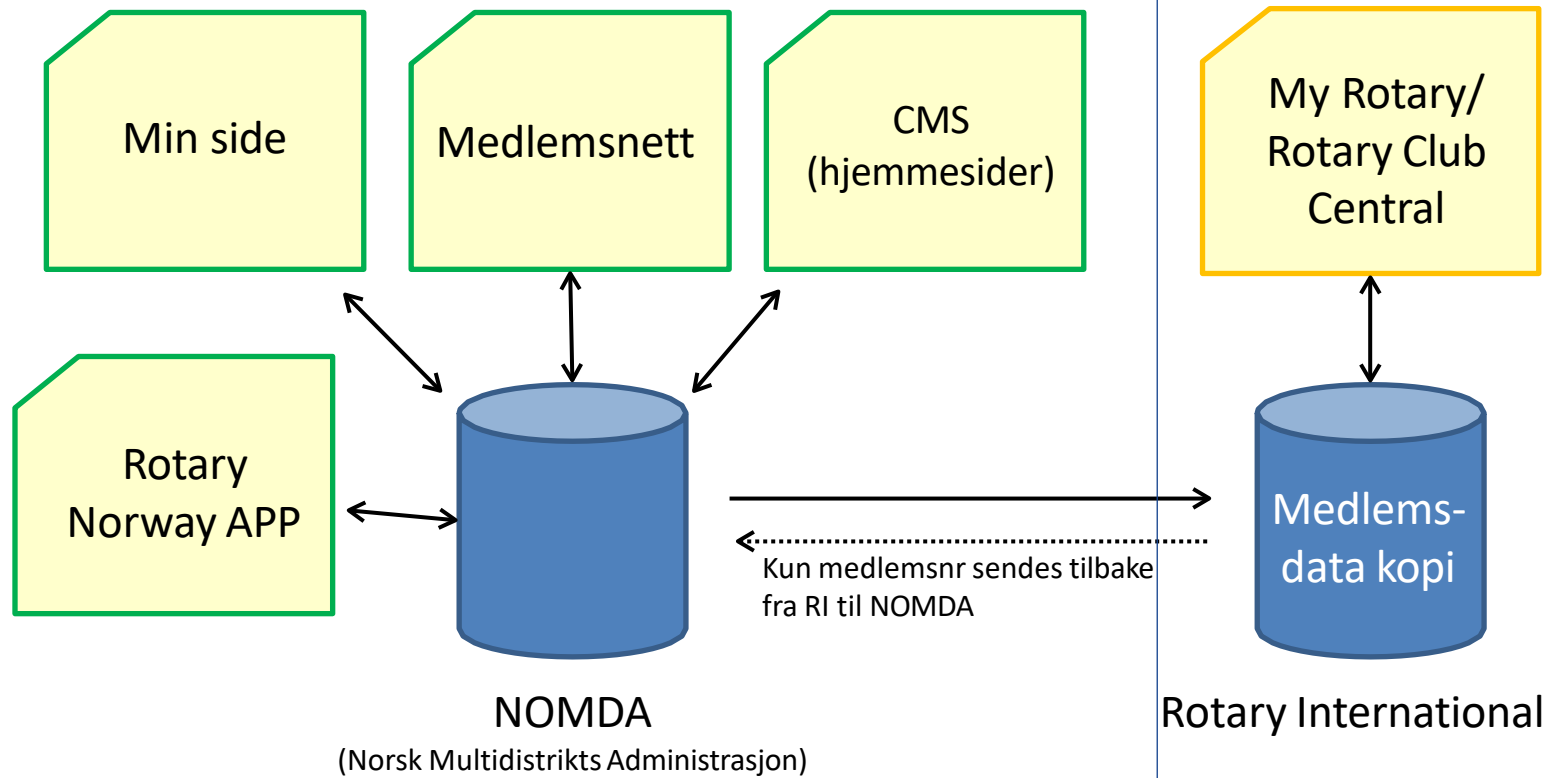 Min side
Medlemsnett
CMS
(hjemmesider)
My Rotary/
Rotary Club
Central
Rotary
Norway APP
Medlems-
data kopi
Kun medlemsnr sendes tilbake
fra RI til NOMDA
NOMDA
(Norsk Multidistrikts Administrasjon)
Rotary International